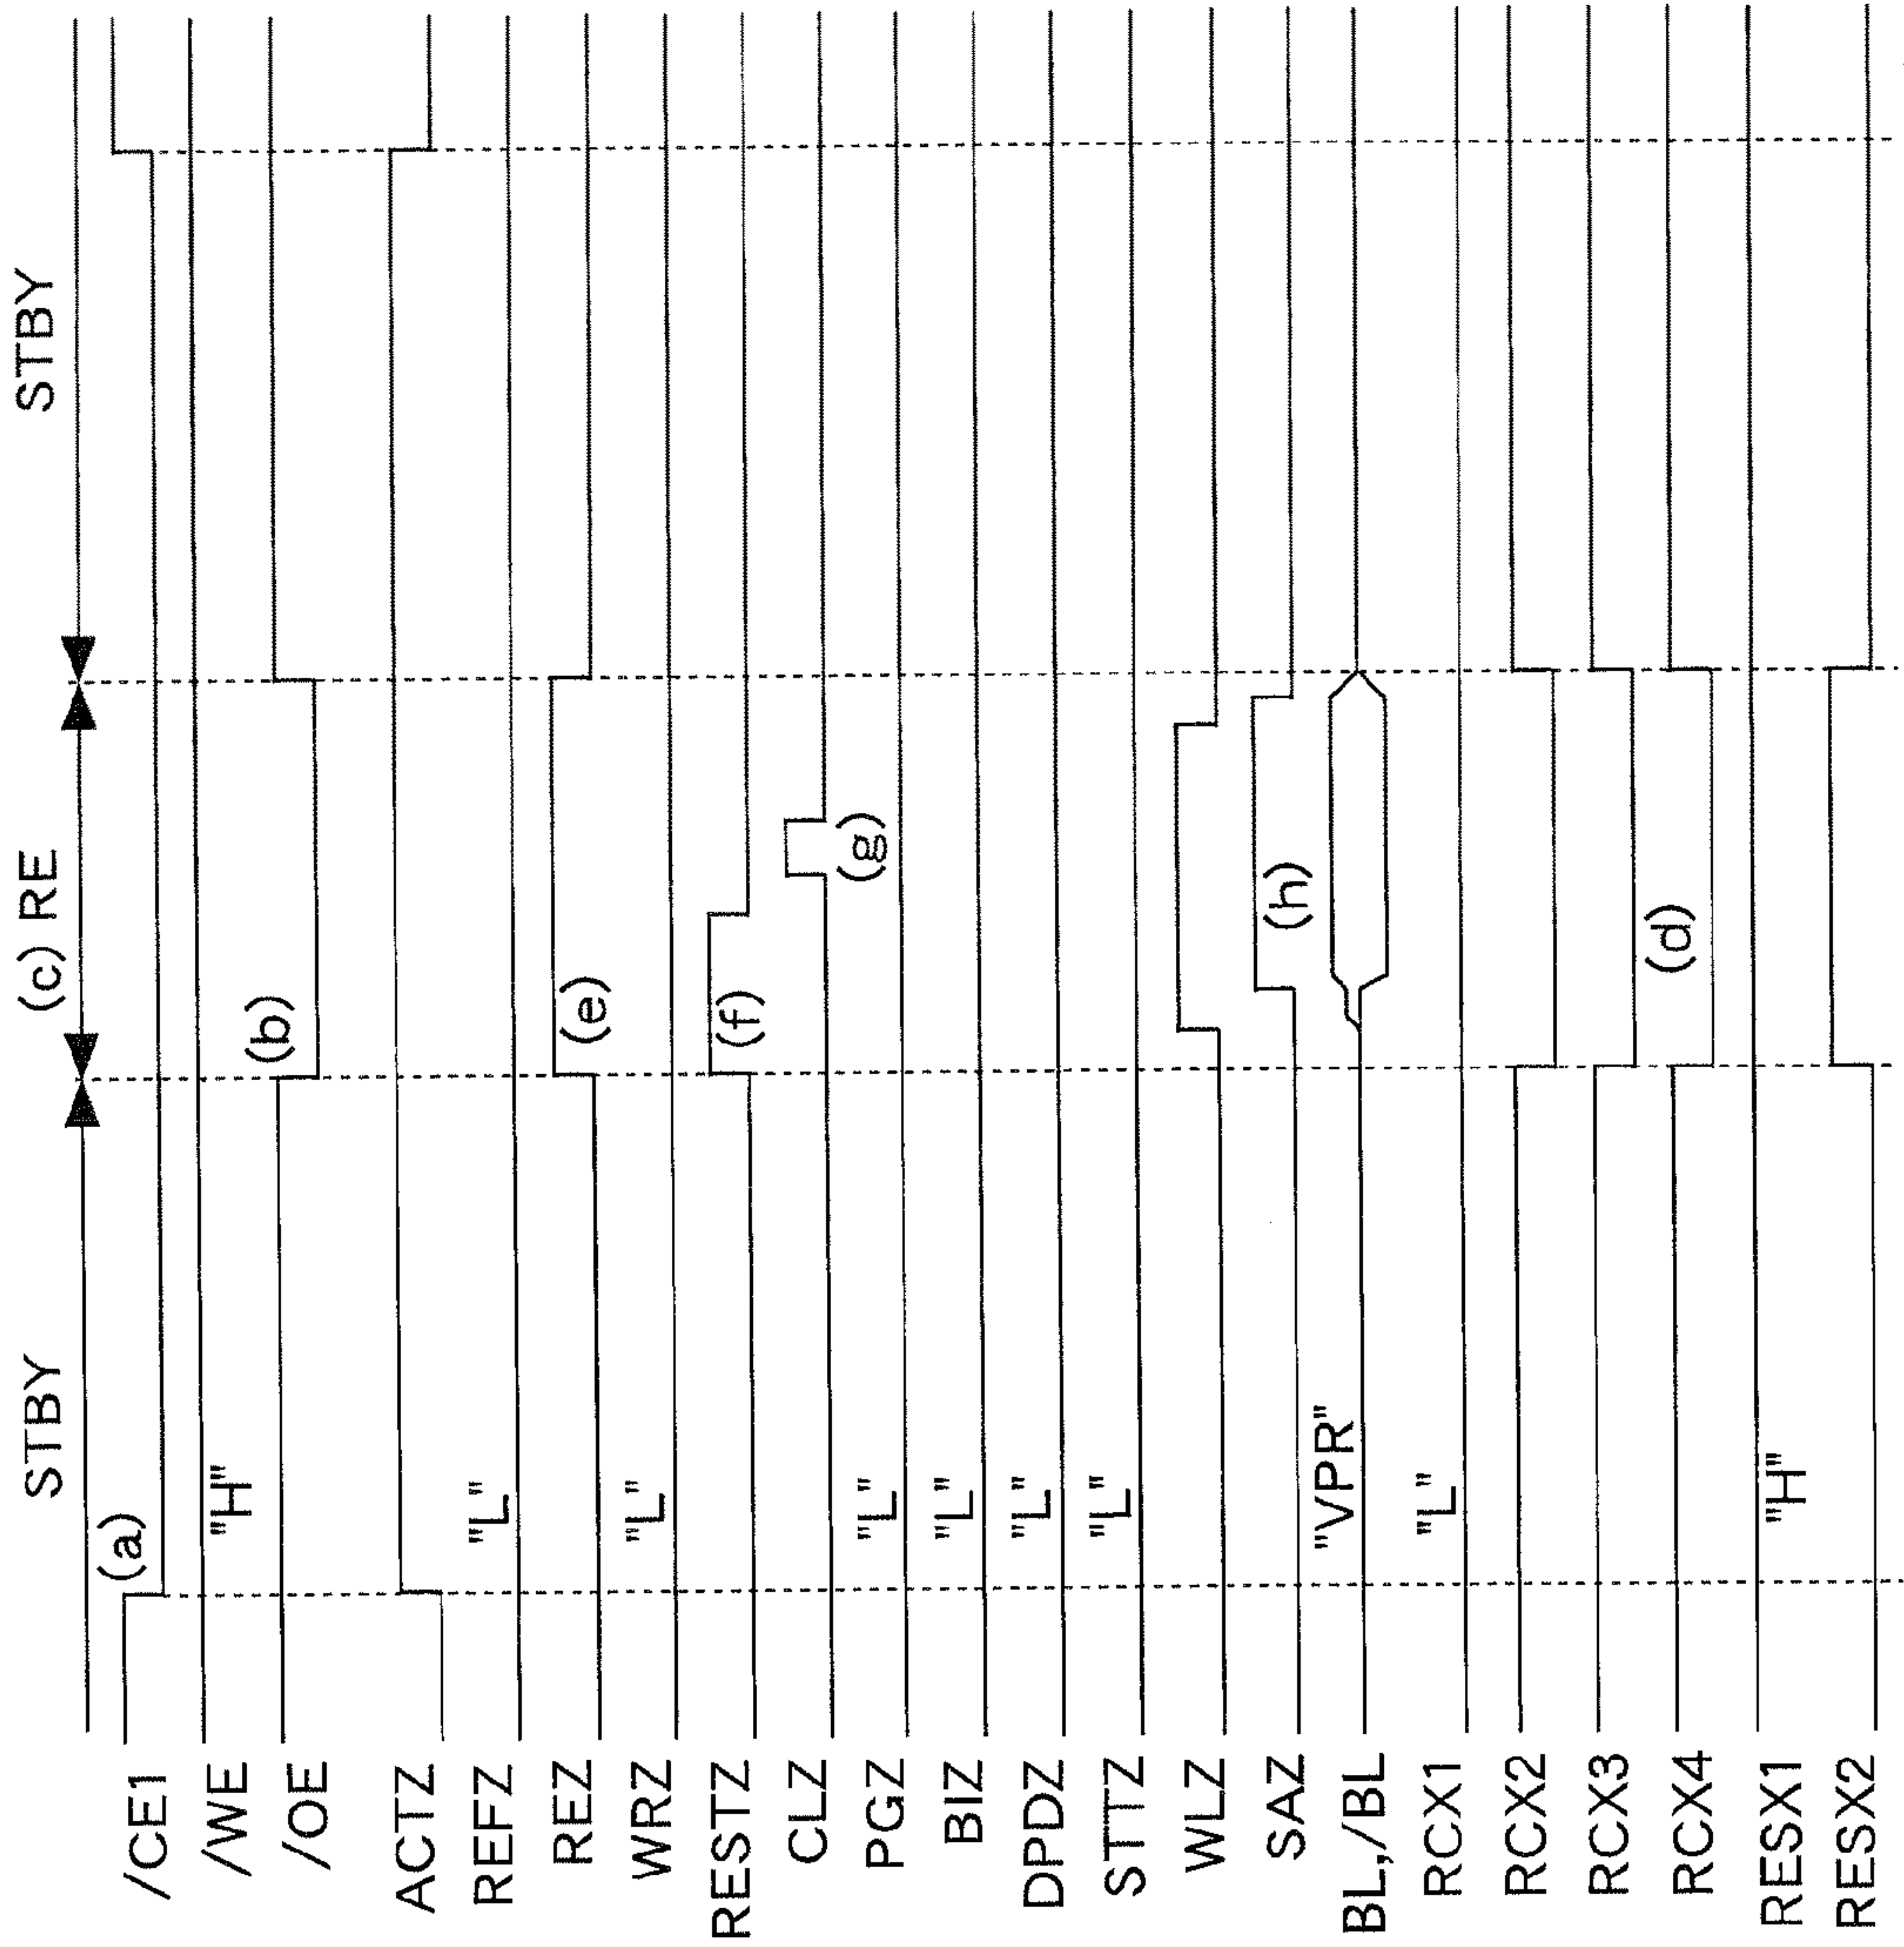 STBY
(c) RE
STBY
/CE1
(a)
/WE
"H"
/OE
(b)
ACTZ
REFZ
"L"
REZ
(e)
WRZ
"L"
RESTZ
(f)
CLZ
(g)
PGZ
"L"
BIZ
"L"
DPDZ
"L"
STTZ
"L"
WLZ
SAZ
(h)
BL,/BL
"VPR"
RCX1
"L"
RCX2
RCX3
RCX4
(d)
RESX1
"H"
RESX2